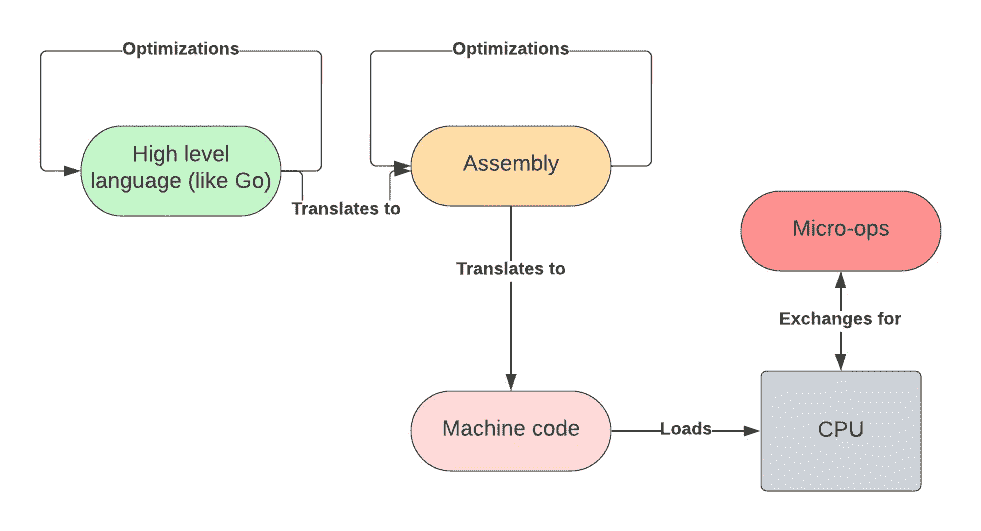 Optimizations
Optimizations
High level
language (like Go)
Translates to
Assembly
Translates to
Micro-ops
Exchanges for
Machine code
Loads
CPU